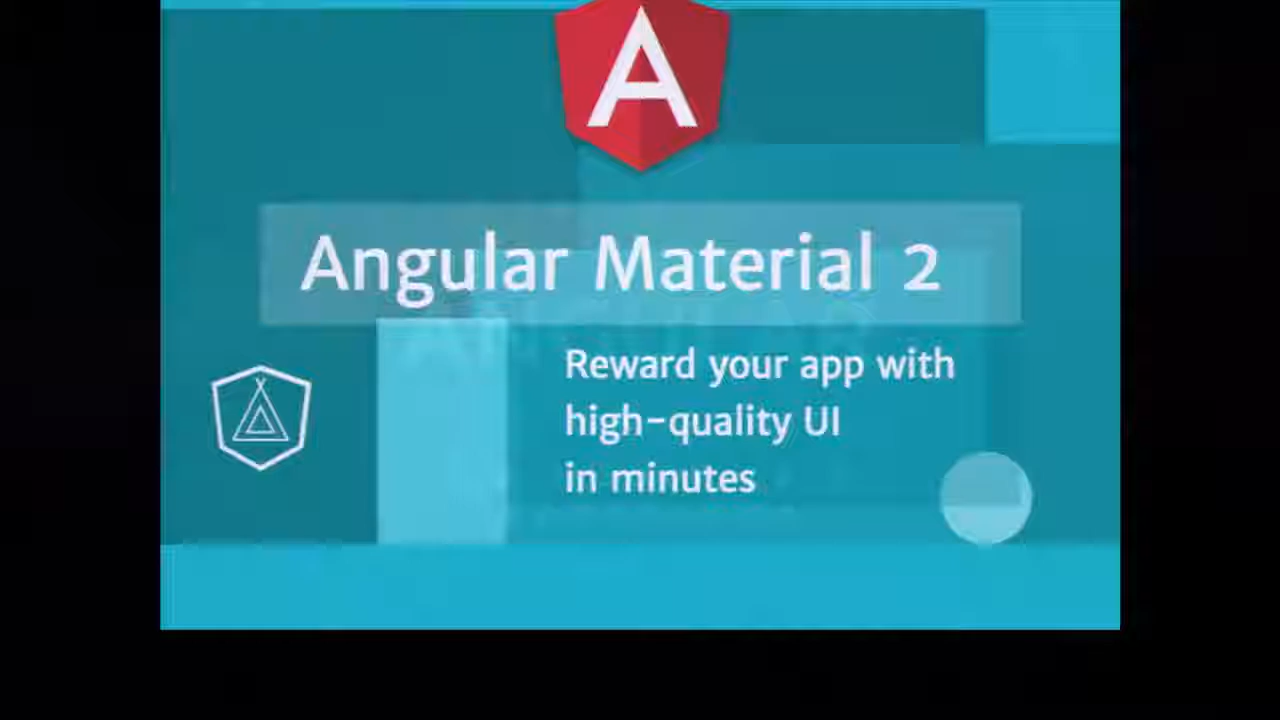 Angular Material 2
Reward your app with
high-quality UI
in minutes